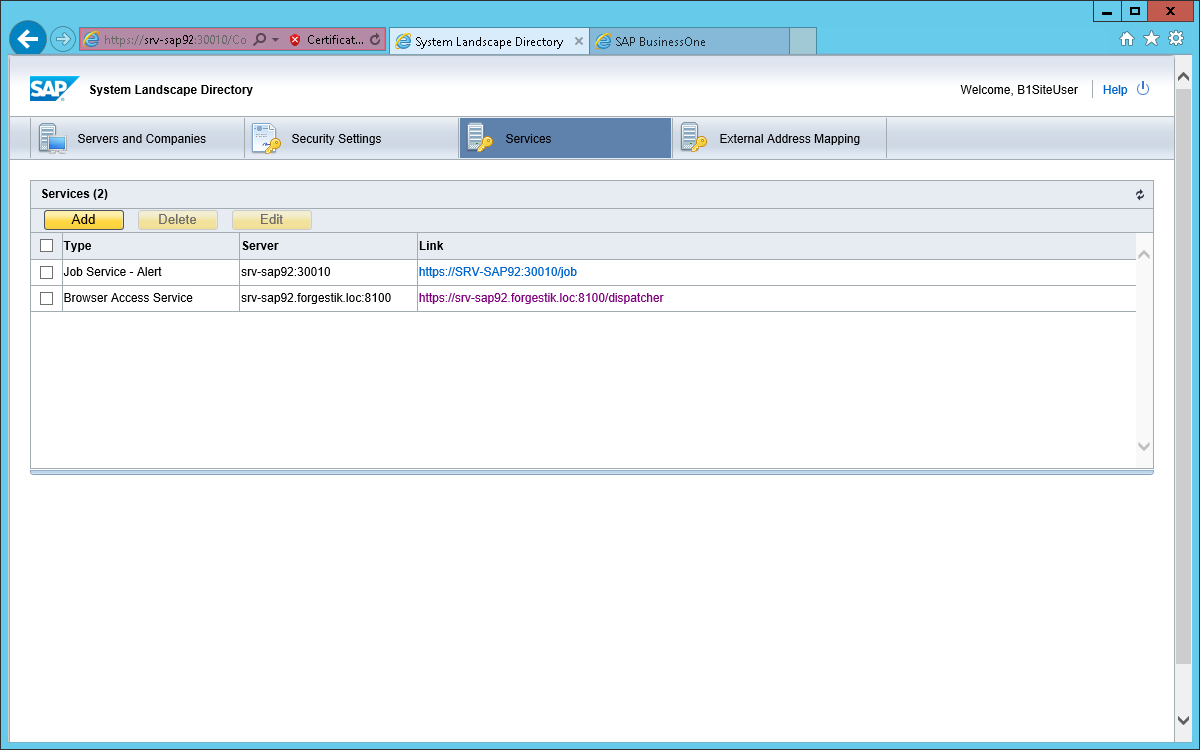 https://srv-sap92:30010/Co
Certificat...
System Landscape Directory
SAP BusinessOne
SAP
System Landscape Directory
Welcome, B1SiteUser
Help
Servers and Companies
Security Settings
Services
External Address Mapping
Services (2)
Add
Delete
Edit
Type Server Link
Job Service - Alert srv-sap92:30010 https://SRV-SAP92:30010/job
Browser Access Service srv-sap92.forgestik.loc:8100 https://srv-sap92.forgestik.loc:8100/dispatcher